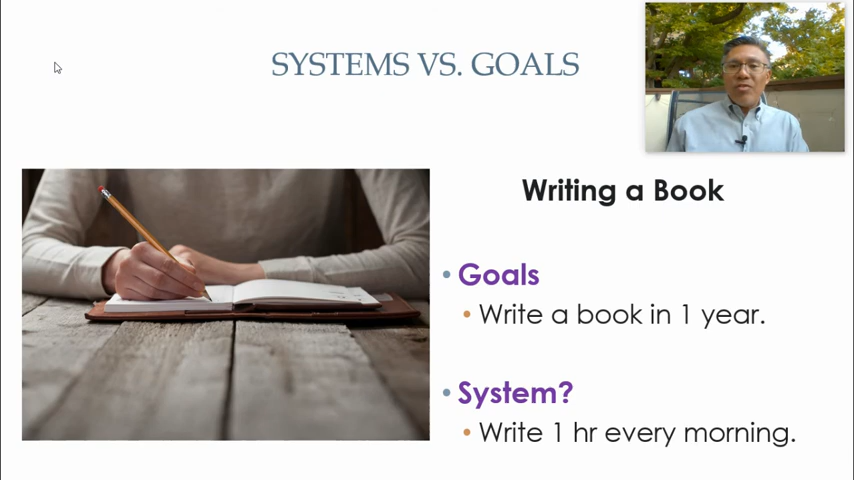 SYSTEMS VS. GOALS
Writing a Book
Goals
Write a book in 1 year.
System?
Write 1 hr every morning.